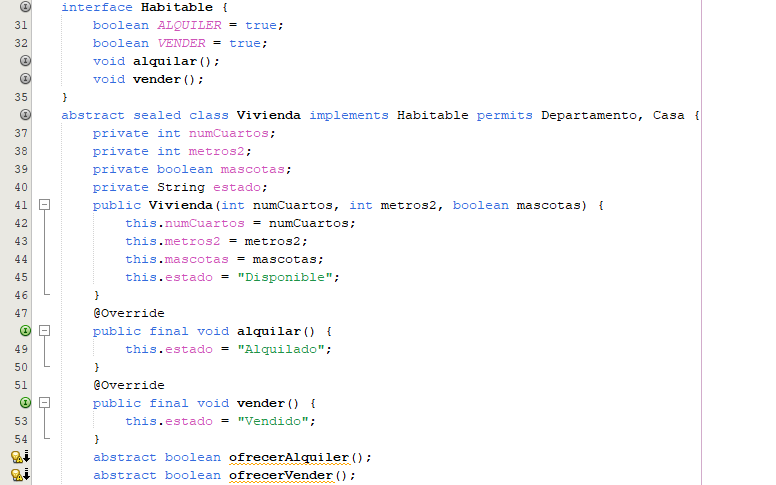 interface Habitable {
31 boolean ALQUILER = true;
32 boolean VENDER = true;
void alquilar();
void vender();
35 }
abstract sealed class Vivienda implements Habitable permits Departamento, Casa {
37 private int numCuartos;
38 private int metros2;
39 private boolean mascotas;
40 private String estado;
41 public Vivienda(int numCuartos, int metros2, boolean mascotas) {
42 this.numCuartos = numCuartos;
43 this.metros2 = metros2;
44 this.mascotas = mascotas;
45 this.estado = "Disponible";
46 }
47 @Override
public final void alquilar() {
49 this.estado = "Alquilado";
50 }
51 @Override
public final void vender() {
53 this.estado = "Vendido";
54 }
abstract boolean ofrecerAlquiler();
abstract boolean ofrecerVender();